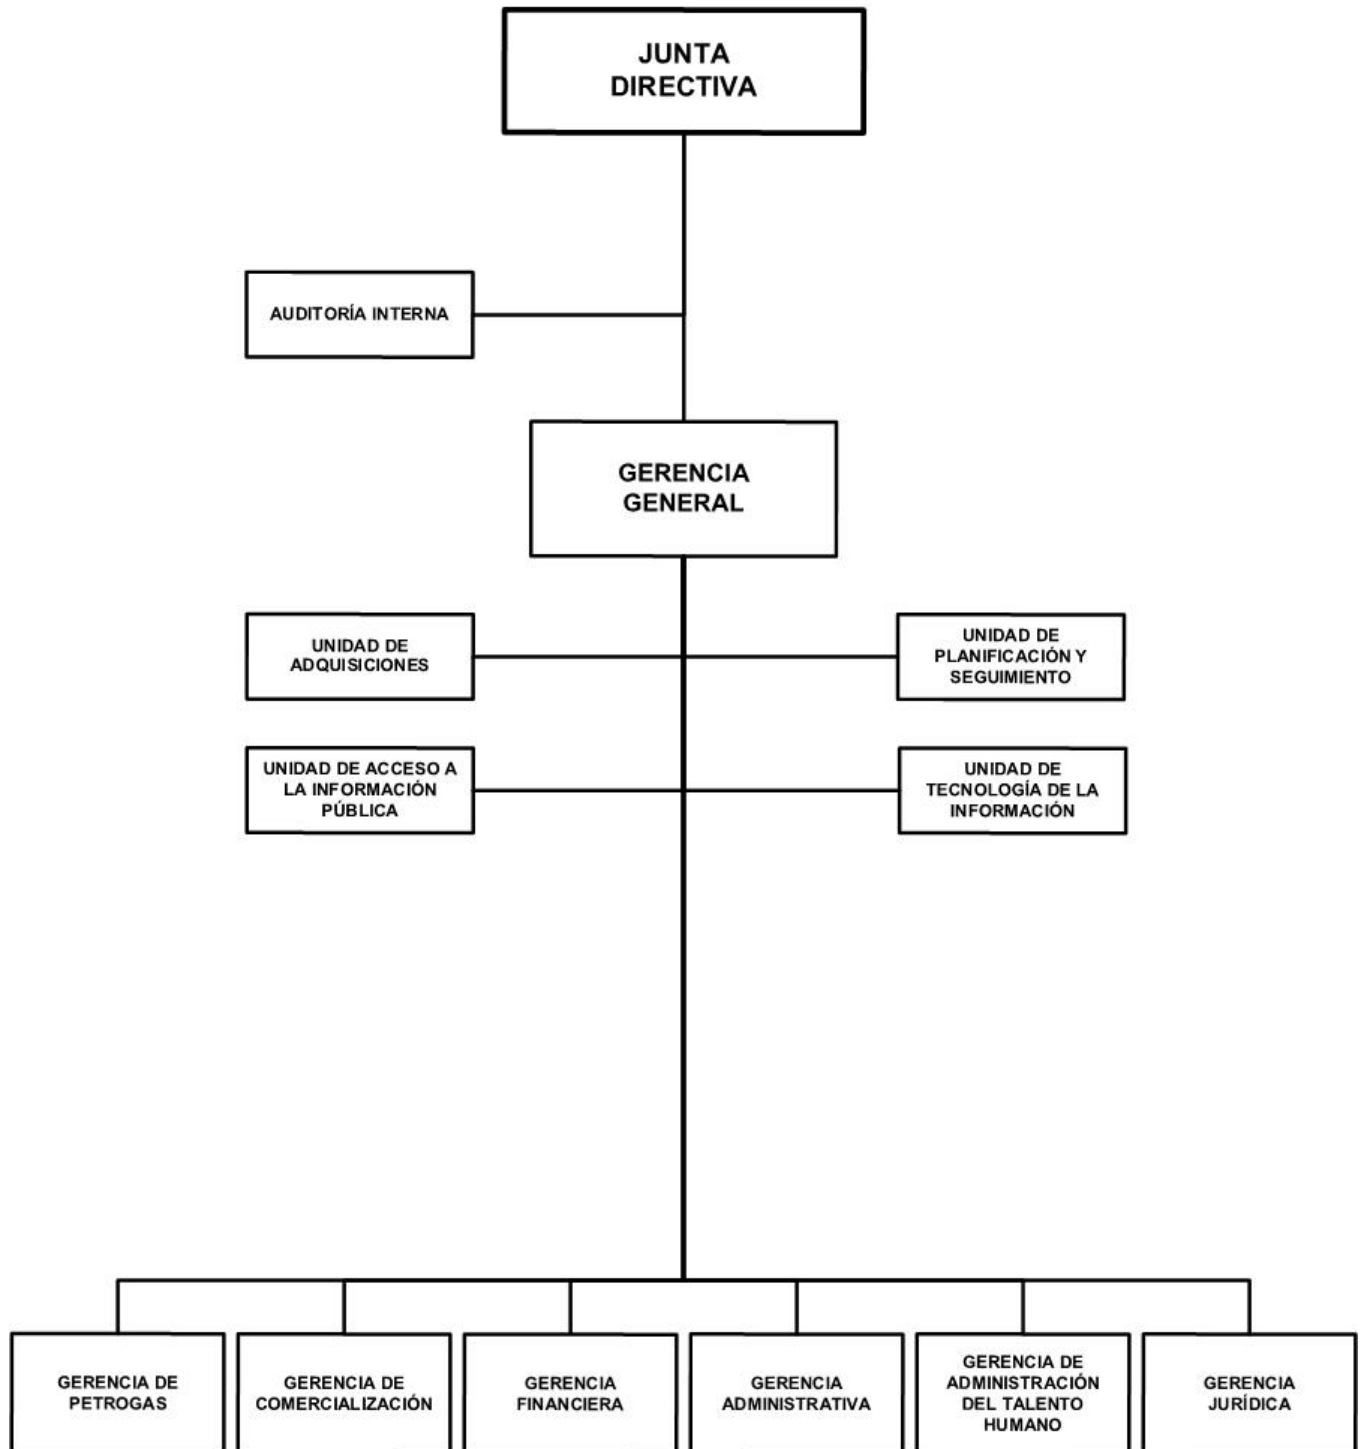 JUNTA
DIRECTIVA
AUDITORÍA INTERNA
GERENCIA
GENERAL
UNIDAD DE
ADQUISICIONES
UNIDAD DE
PLANIFICACIÓN Y
SEGUIMIENTO
UNIDAD DE ACCESO A
LA INFORMACIÓN
PÚBLICA
UNIDAD DE
TECNOLOGÍA DE LA
INFORMACIÓN
GERENCIA DE
PETROGAS
GERENCIA DE
COMERCIALIZACIÓN
GERENCIA
FINANCIERA
GERENCIA
ADMINISTRATIVA
GERENCIA DE
ADMINISTRACIÓN
DEL TALENTO
HUMANO
GERENCIA
JURÍDICA